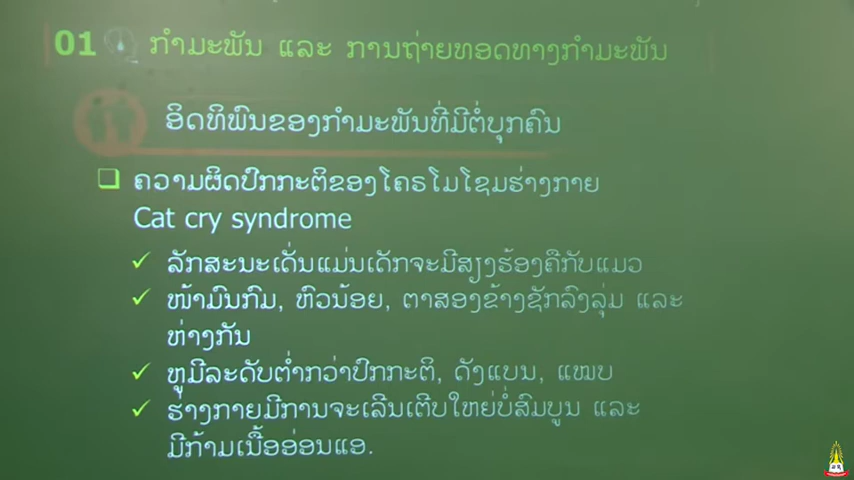 01 ກຳມະພັນ ແລະ ການຖ່າຍທອດທາງກຳມະພັນ
ອິດທິພົນຂອງກຳມະພັນທີ່ມີຕໍ່ບຸກຄົນ
ຄວາມຜິດປົກກະຕິຂອງໂຄຣໂມໂຊມຮ່າງກາຍ
Cat cry syndrome
ລັກສະນະເດັ່ນແມ່ນເດັກຈະມີສຽງຮ້ອງຄືກັບແມວ
ໜ້າມົນກົມ, ຫົວນ້ອຍ, ຕາສອງຂ້າງຊັກລົງລຸ່ມ ແລະ
ຫ່າງກັນ
ຫູມີລະດັບຕ່ຳກວ່າປົກກະຕິ, ດັງແບນ, ແໝບ
ຮ່າງກາຍມີການຈະເລີນເຕີບໃຫຍ່ບໍ່ສົມບູນ ແລະ
ມີກ້າມເນື້ອອ່ອນແອ.